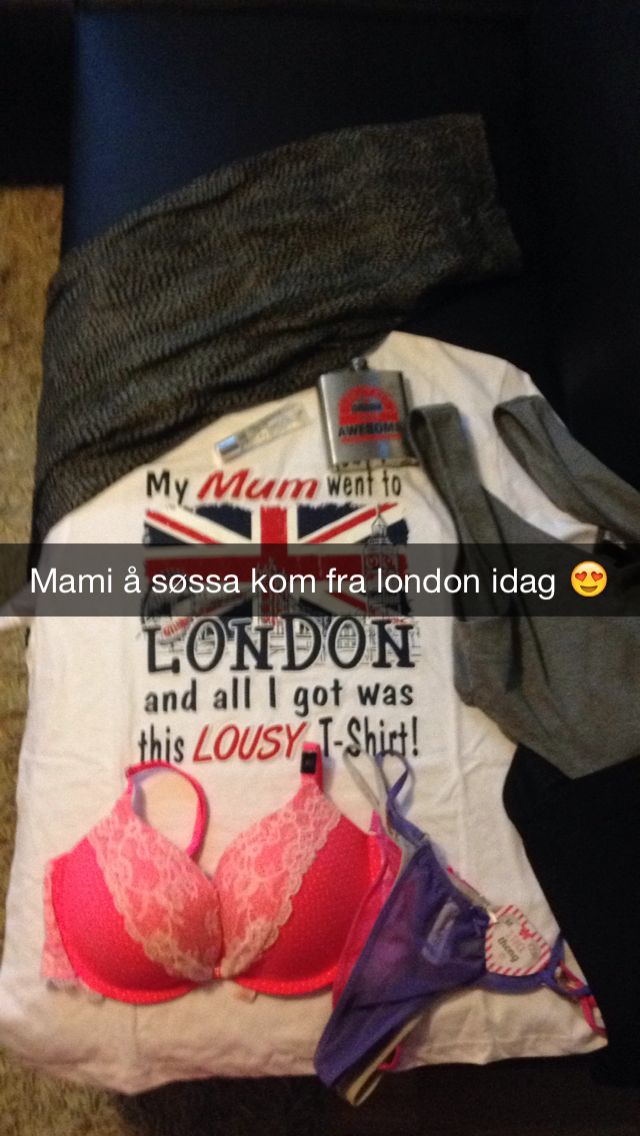 AWESOME
My Mum went to
Mami å søssa kom fra london idag 😍
LONDON
and all I got was
this LOUSY T-Shirt!
thong